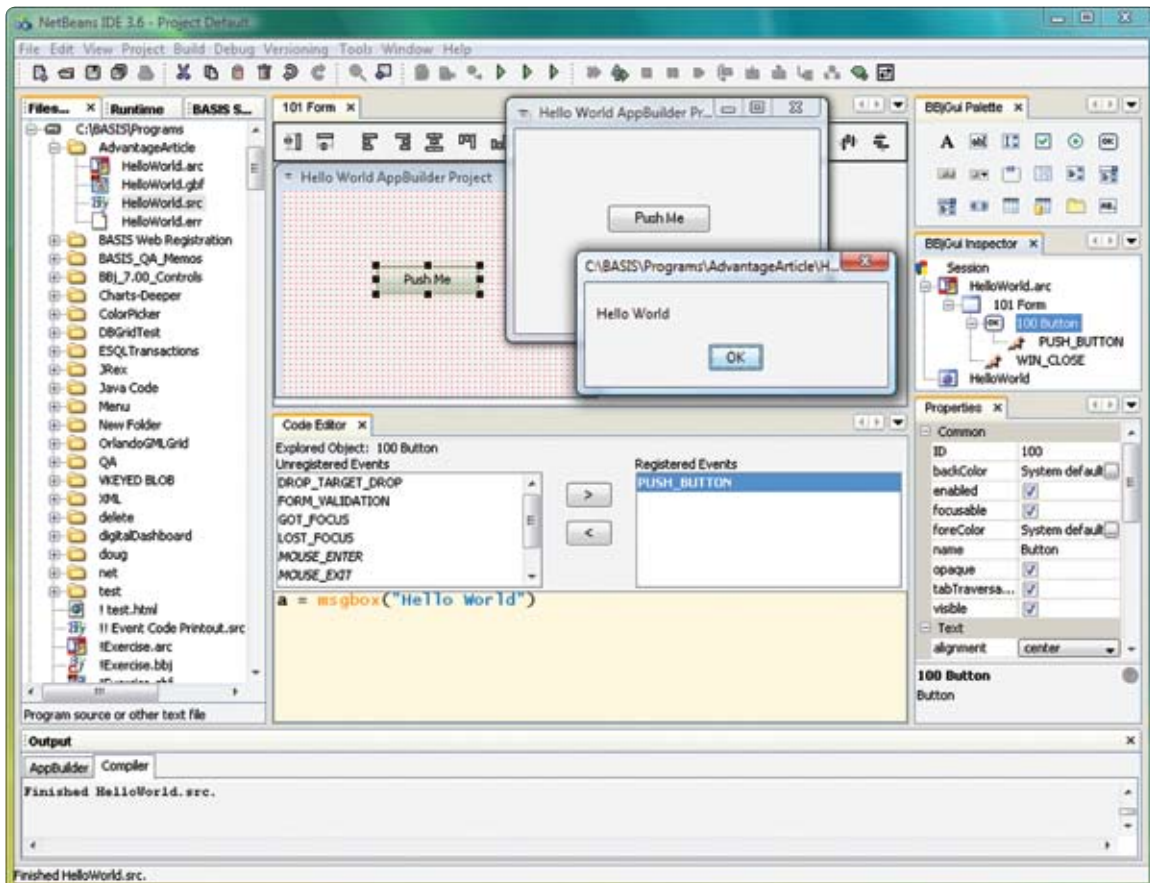 NetBeans IDE 3.6 - Project Default
File Edit View Project Build Debug Versioning Tools Window Help
Files... Runtime BASIS S...
C:\BASIS\Programs
AdvantageArticle
HelloWorld.arc
HelloWorld.gbf
HelloWorld.src
HelloWorld.err
BASIS Web Registration
BASIS_QA_Memos
BBj_7.00_Controls
Charts-Deeper
ColorPicker
DBGridTest
ESQLTransactions
JRex
Java Code
Menu
New Folder
OrlandoGMLGrid
QA
VKEYED BLOB
XML
delete
digitalDashboard
doug
net
test
! test.html
!! Event Code Printout.src
!Exercise.arc
!Exercise.bbj
Program source or other text file
101 Form
Hello World AppBuilder Project
Push Me
Hello World AppBuilder Pr...
Push Me
C:\BASIS\Programs\AdvantageArticle\H...
Hello World
OK
Code Editor
Explored Object: 100 Button
Unregistered Events
DROP_TARGET_DROP
FORM_VALIDATION
GOT_FOCUS
LOST_FOCUS
MOUSE_ENTER
MOUSE_EXIT
>
<
Registered Events
PUSH_BUTTON
a = msgbox("Hello World")
BBjGui Palette
A
OK
BBjGui Inspector
Session
HelloWorld.arc
101 Form
OK 100 Button
PUSH_BUTTON
WIN_CLOSE
HelloWorld
Properties
Common
ID 100
backColor System default ...
enabled
focusable
foreColor System default ...
name Button
opaque
tabTraversa...
visible
Text
alignment center
100 Button
Button
Output
AppBuilder Compiler
Finished HelloWorld.src.
Finished HelloWorld.src.